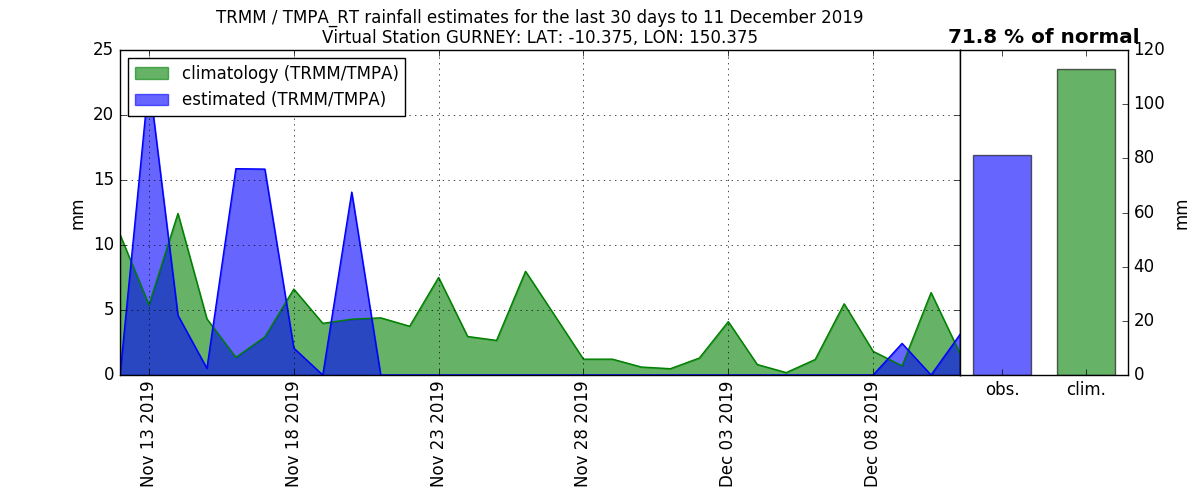 TRMM / TMPA_RT rainfall estimates for the last 30 days to 11 December 2019
Virtual Station GURNEY: LAT: -10.375, LON: 150.375
71.8 % of normal
climatology (TRMM/TMPA)
estimated (TRMM/TMPA)
25
20
15
10
5
0
mm
Nov 13 2019
Nov 18 2019
Nov 23 2019
Nov 28 2019
Dec 03 2019
Dec 08 2019
120
100
80
60
40
20
0
mm
obs.
clim.